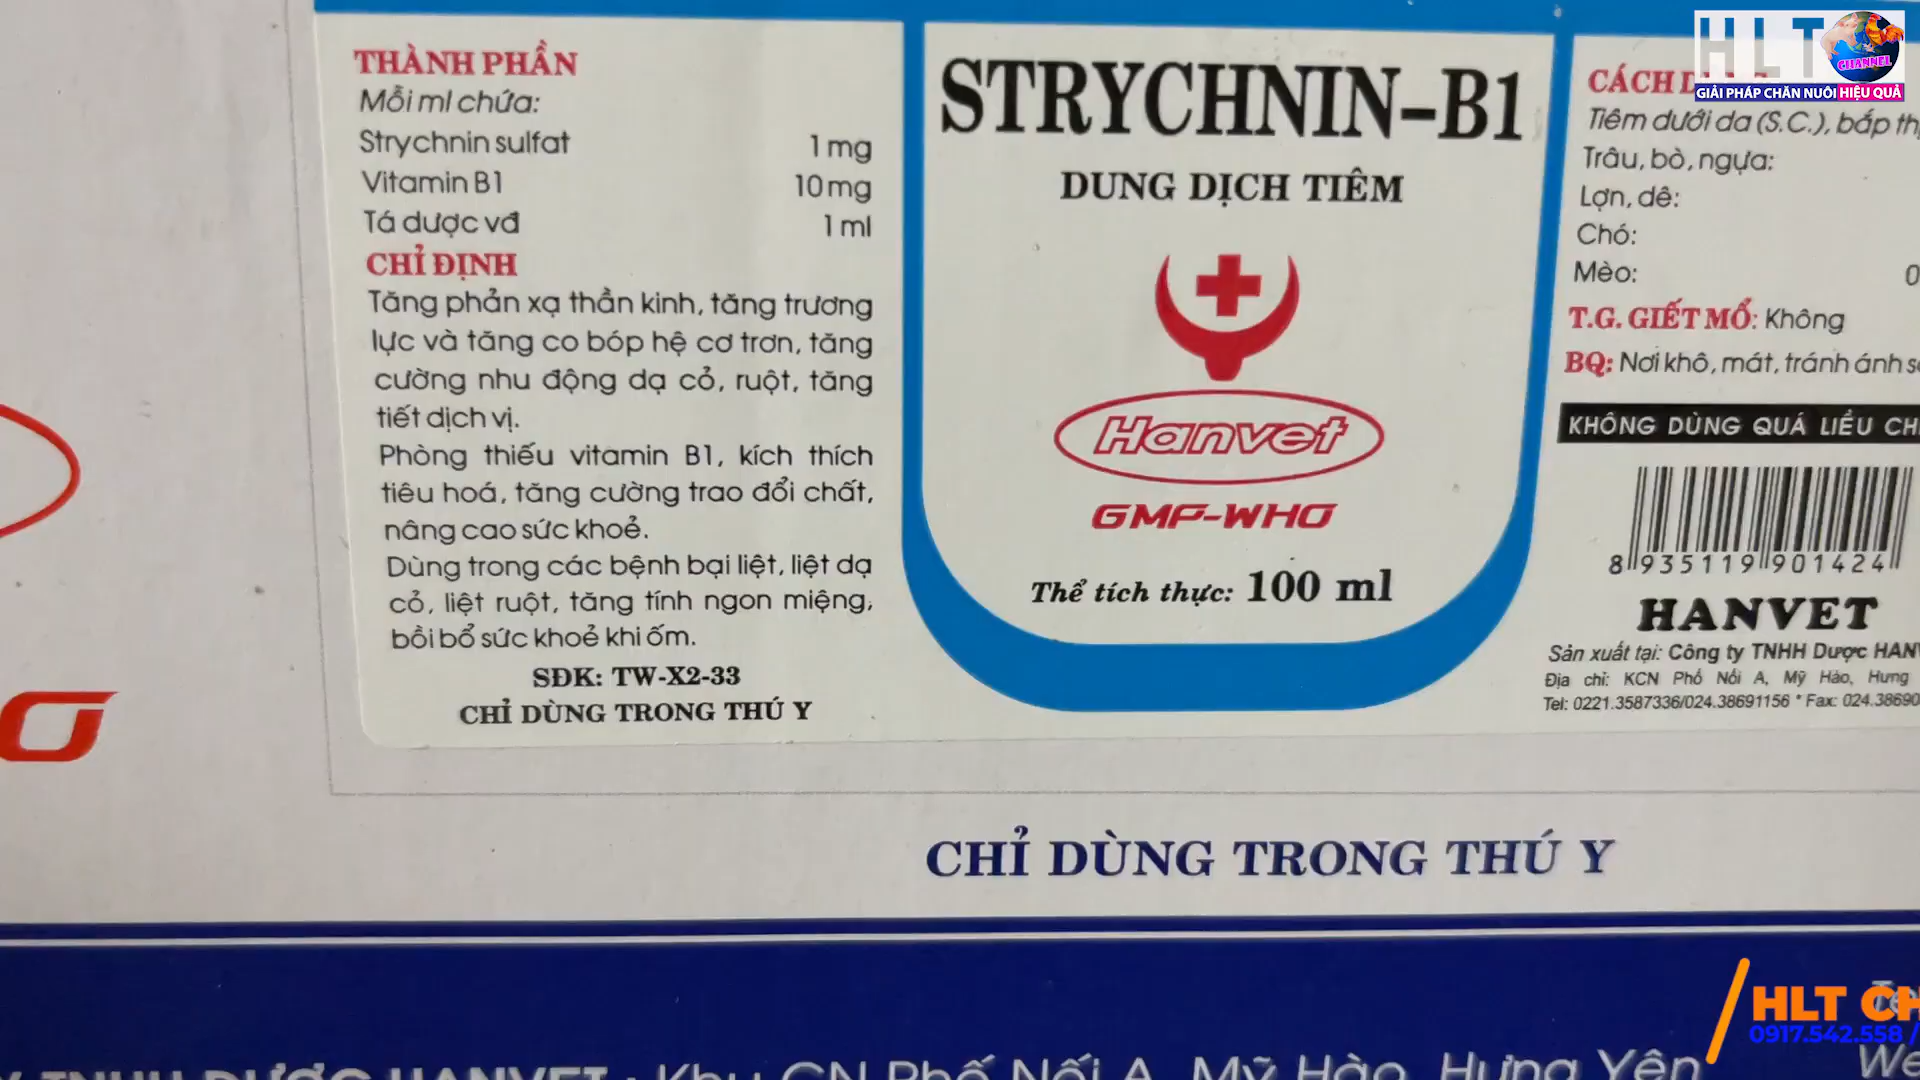 THÀNH PHẦN
Mỗi ml chứa:
Strychnin sulfat 1 mg
Vitamin B1 10 mg
Tá dược vđ 1 ml
CHỈ ĐỊNH
Tăng phản xạ thần kinh, tăng trương
lực và tăng co bóp hệ cơ trơn, tăng
cường nhu động dạ cỏ, ruột, tăng
tiết dịch vị.
Phòng thiếu vitamin B1, kích thích
tiêu hoá, tăng cường trao đổi chất,
nâng cao sức khoẻ.
Dùng trong các bệnh bại liệt, liệt dạ
cỏ, liệt ruột, tăng tính ngon miệng,
bồi bổ sức khoẻ khi ốm.
SĐK: TW-X2-33
CHỈ DÙNG TRONG THÚ Y
STRYCHNIN-B1
DUNG DỊCH TIÊM
Hanvet
GMP-WHO
Thể tích thực: 100 ml
HLT
CHANNEL
GIẢI PHÁP CHĂN NUÔI HIỆU QUẢ
CÁCH
Tiêm dưới da (S.C.), bắp
Trâu, bò, ngựa:
Lợn, dê:
Chó:
Mèo: 0
T.G. GIẾT MỔ: Không
BQ: Nơi khô, mát, tránh ánh
KHÔNG DÙNG QUÁ LIỀU
8 935119 901424
HANVET
Sản xuất tại: Công ty TNHH Dược
Địa chỉ: KCN Phố Nối A, Mỹ Hào, Hưng
Tel: 0221.3587336/024.38691156 * Fax: 024.38690
CHỈ DÙNG TRONG THÚ Y
HLT
0917.542.558 /
TNHH DƯỢC HANVET : Khu CN Phố Nối A, Mỹ Hào, Hưng Yên
We